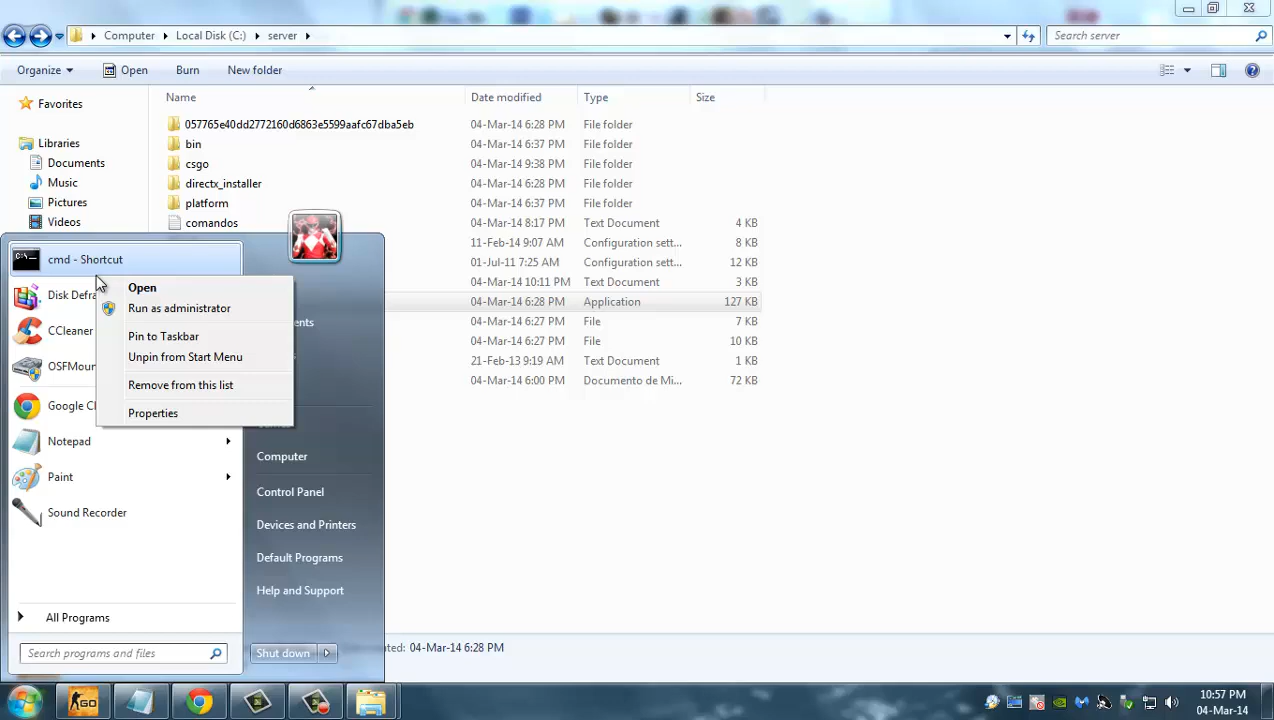 Computer ▸ Local Disk (C:) ▸ server ▸
Search server
Organize Open Burn New folder
Name Date modified Type Size
Favorites
Libraries
Documents
Music
Pictures
Videos
057765e40dd2772160d6863e5599aafc67dba5eb 04-Mar-14 6:28 PM File folder
bin 04-Mar-14 6:37 PM File folder
csgo 04-Mar-14 9:38 PM File folder
directx_installer 04-Mar-14 6:28 PM File folder
platform 04-Mar-14 6:37 PM File folder
comandos 04-Mar-14 8:17 PM Text Document 4 KB
11-Feb-14 9:07 AM Configuration sett... 8 KB
01-Jul-11 7:25 AM Configuration sett... 12 KB
04-Mar-14 10:11 PM Text Document 2 KB
04-Mar-14 6:28 PM Application 127 KB
04-Mar-14 6:27 PM File 7 KB
04-Mar-14 6:27 PM File 10 KB
21-Feb-13 9:19 AM Text Document 1 KB
04-Mar-14 6:00 PM Documento de Mi... 72 KB
cmd - Shortcut
Disk Defra
CCleaner
OSFMoun
Google Ch
Notepad
Paint
Sound Recorder
All Programs
Search programs and files
Open
Run as administrator
Pin to Taskbar
Unpin from Start Menu
Remove from this list
Properties
ents
Computer
Control Panel
Devices and Printers
Default Programs
Help and Support
Shut down
ated: 04-Mar-14 6:28 PM
GO
10:57 PM
04-Mar-14